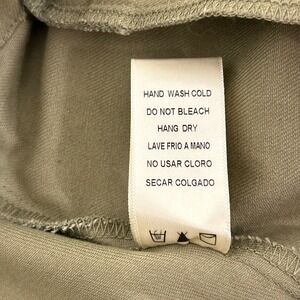 HAND WASH COLD
DO NOT BLEACH
HANG DRY
LAVE FRIO A MANO
NO USAR CLORO
SECAR COLGADO